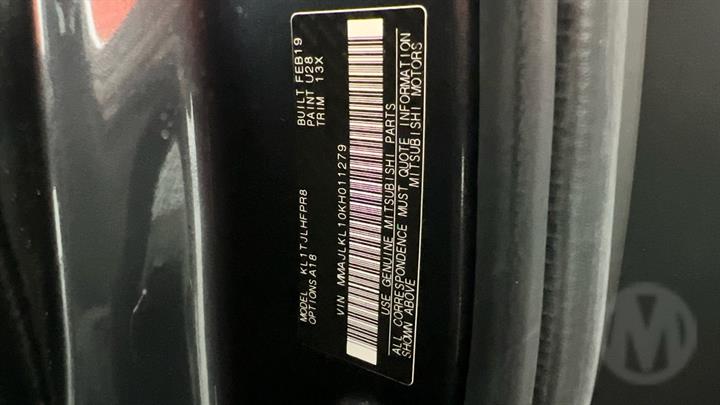 MODEL KL1TJLHFPR8 BUILT FEB19
OPTIONS A18 PAINT U28
TRIM 13X
VIN MMAJLKL10KH011279
USE GENUINE MITSUBISHI PARTS
ALL CORRESPONDENCE MUST QUOTE INFORMATION
SHOWN ABOVE MITSUBISHI MOTORS
M